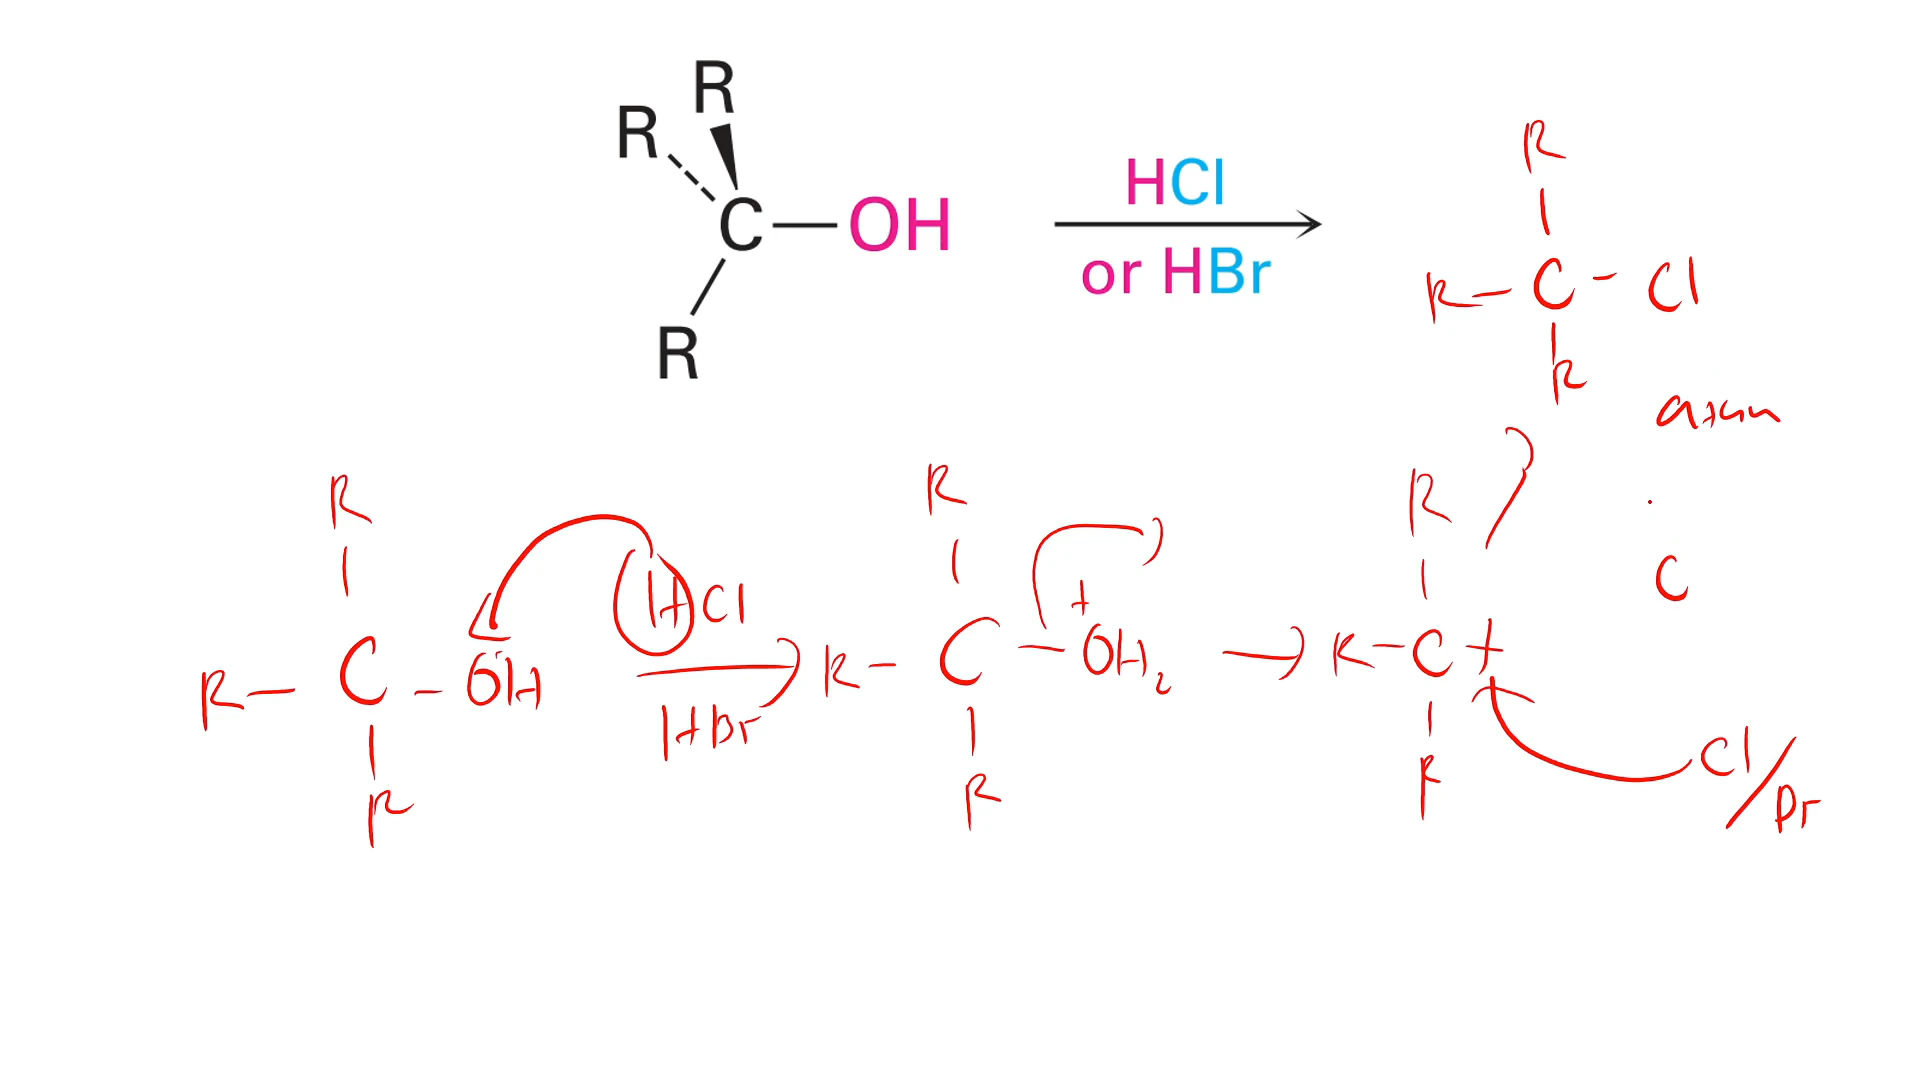 R
R
C—OH
R
HCl
or HBr
R
R–C–Cl
R
R
R–C–OH
R
HCl
HBr
R
R–C–OH₂
+
R
R
R–C+
R
Cl/Br
C